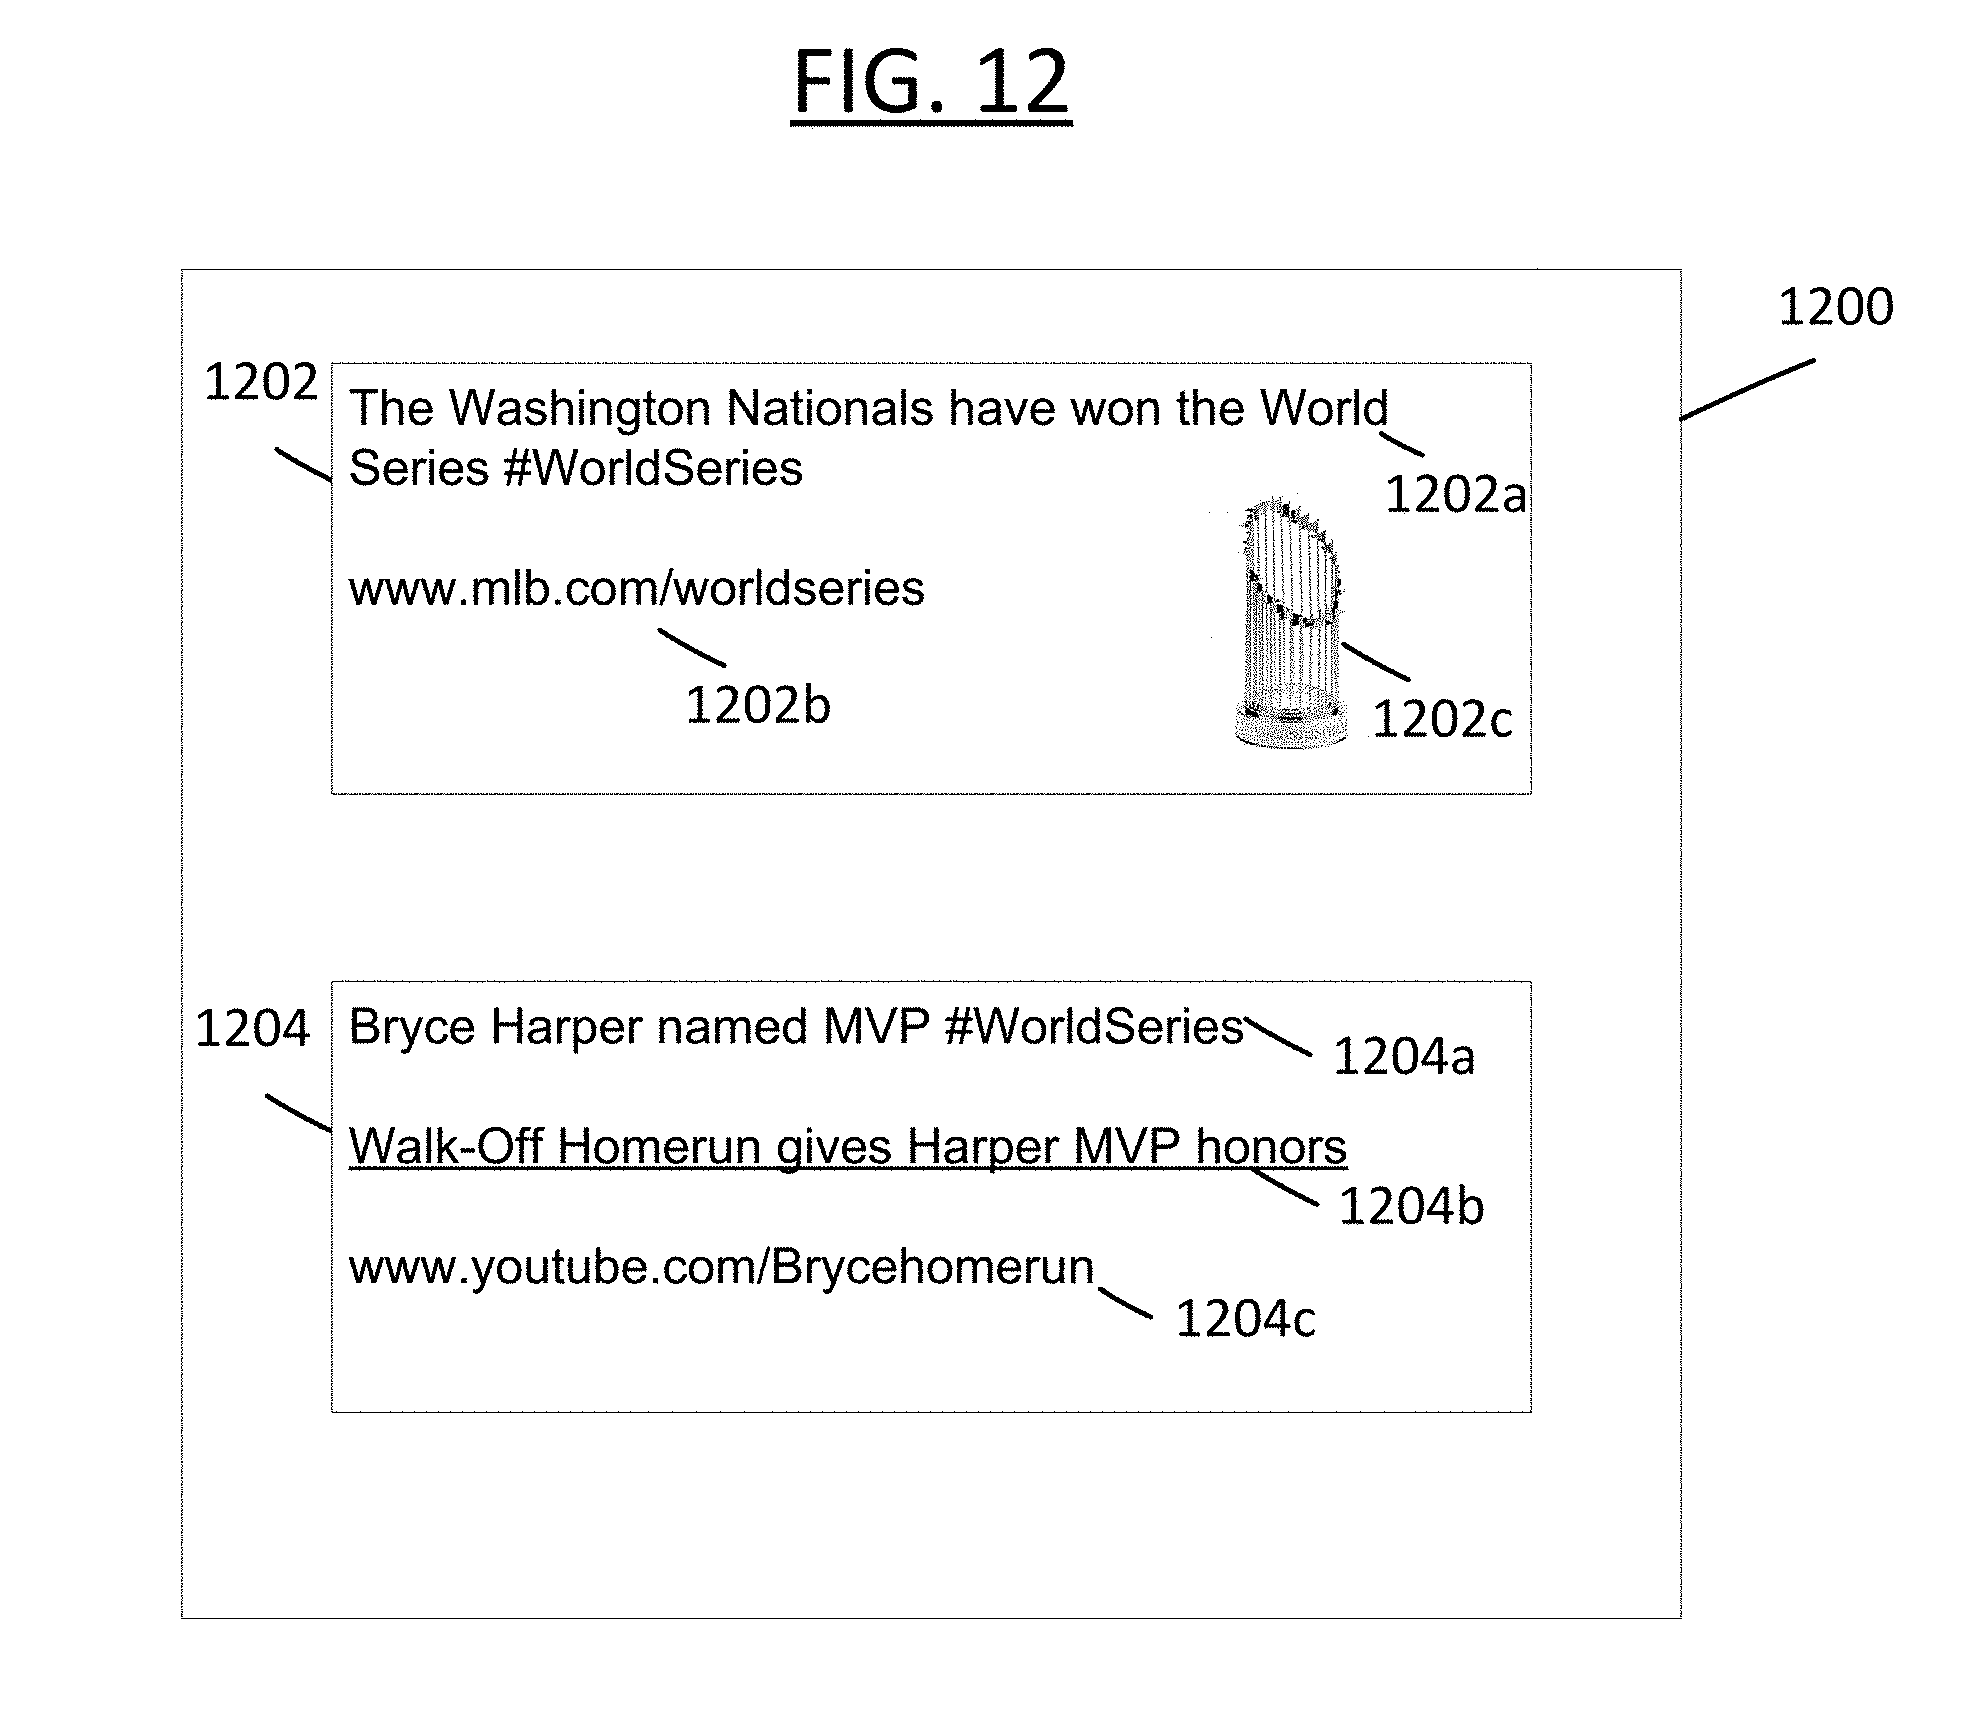 FIG. 12
1200
1202
The Washington Nationals have won the World
Series #WorldSeries
1202a
www.mlb.com/worldseries
1202b
1202c
1204
Bryce Harper named MVP #WorldSeries
1204a
Walk-Off Homerun gives Harper MVP honors
1204b
www.youtube.com/Brycehomerun
1204c